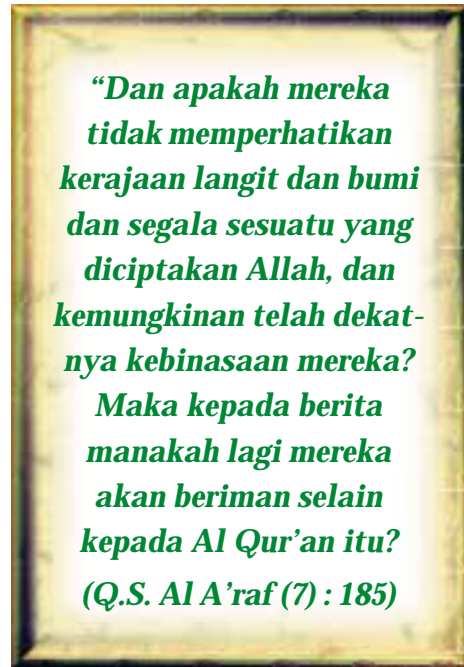 “Dan apakah mereka
tidak memperhatikan
kerajaan langit dan bumi
dan segala sesuatu yang
diciptakan Allah, dan
kemungkinan telah dekat-
nya kebinasaan mereka?
Maka kepada berita
manakah lagi mereka
akan beriman selain
kepada Al Qur’an itu?
(Q.S. Al A’raf (7) : 185)